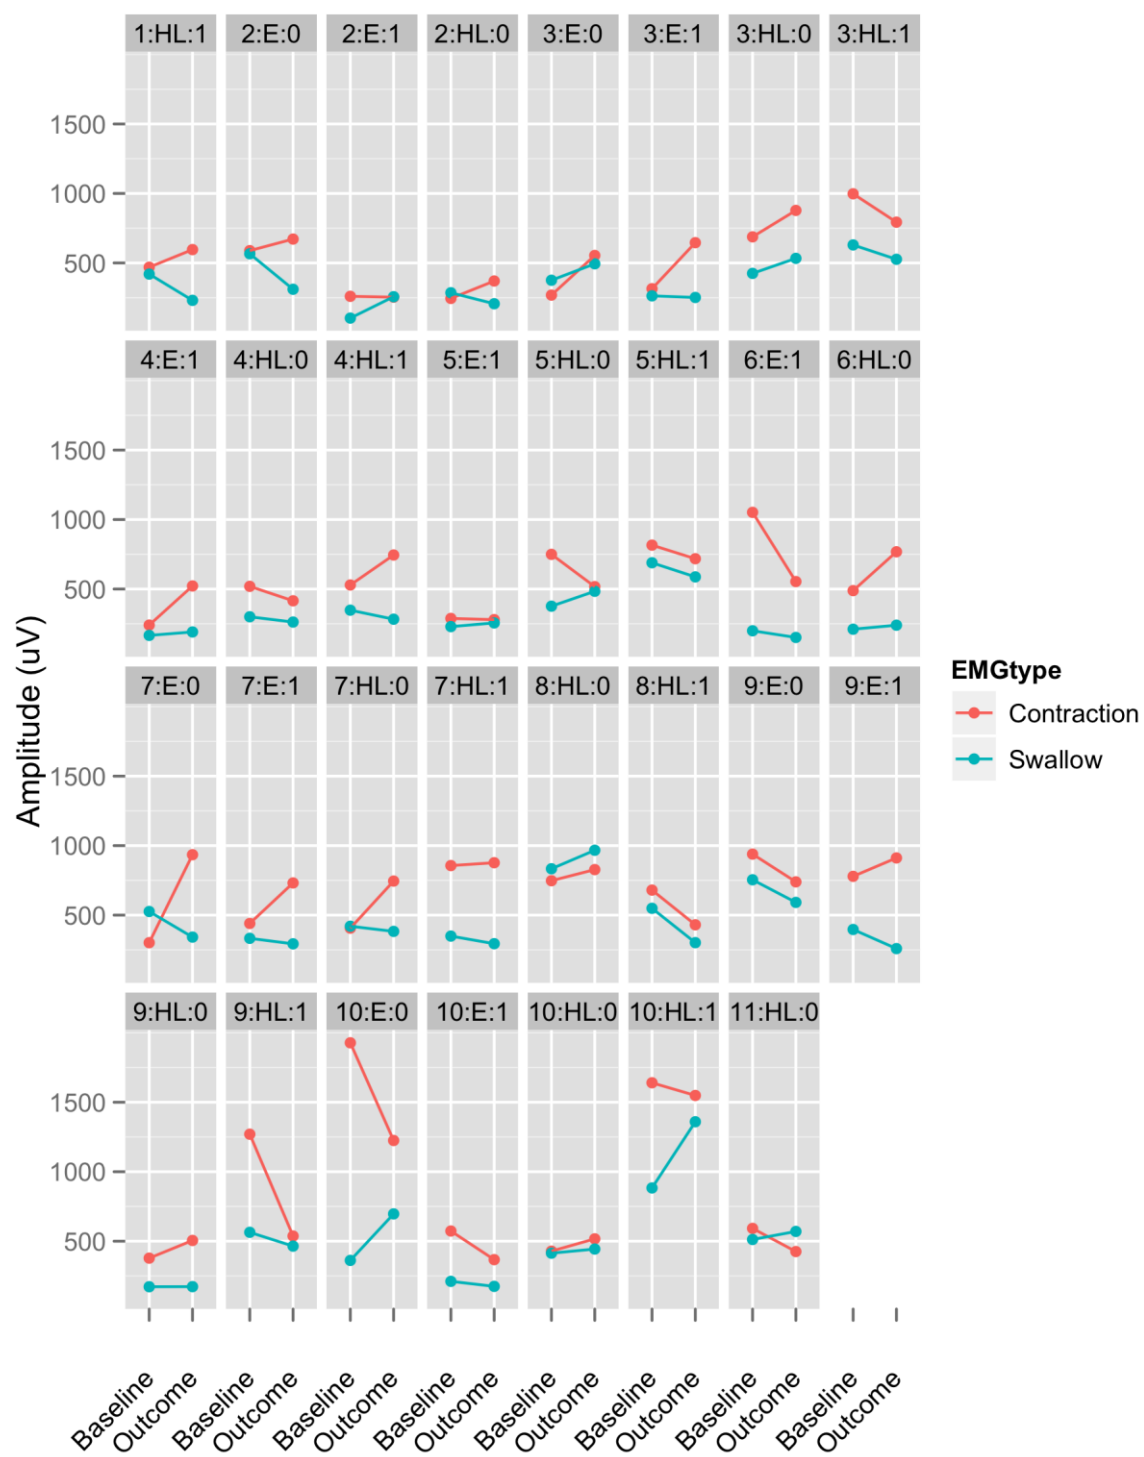 1:HL:1 2:E:0 2:E:1 2:HL:0 3:E:0 3:E:1 3:HL:0 3:HL:1
1500
1000
500
4:E:1 4:HL:0 4:HL:1 5:E:1 5:HL:0 5:HL:1 6:E:1 6:HL:0
1500
1000
500
Amplitude (uV)
7:E:0 7:E:1 7:HL:0 7:HL:1 8:HL:0 8:HL:1 9:E:0 9:E:1
1500
1000
500
9:HL:0 9:HL:1 10:E:0 10:E:1 10:HL:0 10:HL:1 11:HL:0
1500
1000
500
Baseline Outcome Baseline Outcome Baseline Outcome Baseline Outcome Baseline Outcome Baseline Outcome Baseline Outcome Baseline Outcome
EMGtype
Contraction
Swallow